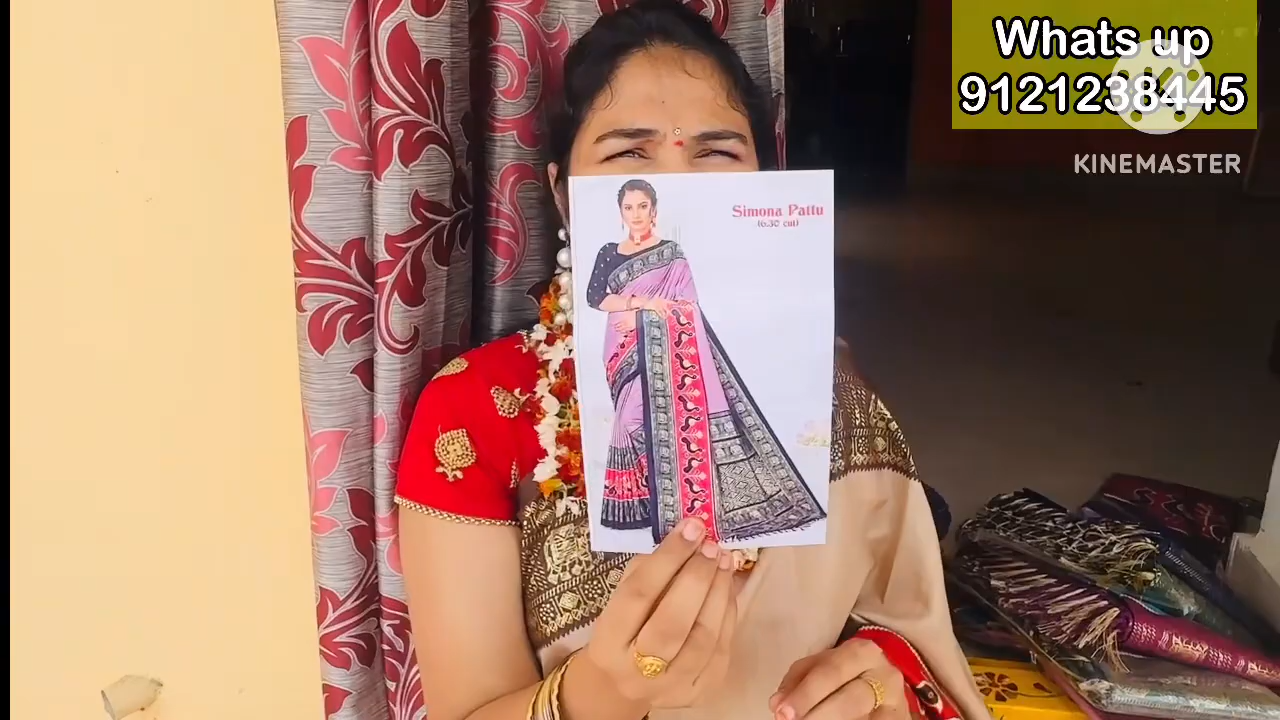 Whats up
9121238445
KINEMASTER
Simona Pattu
(6.30 cut)